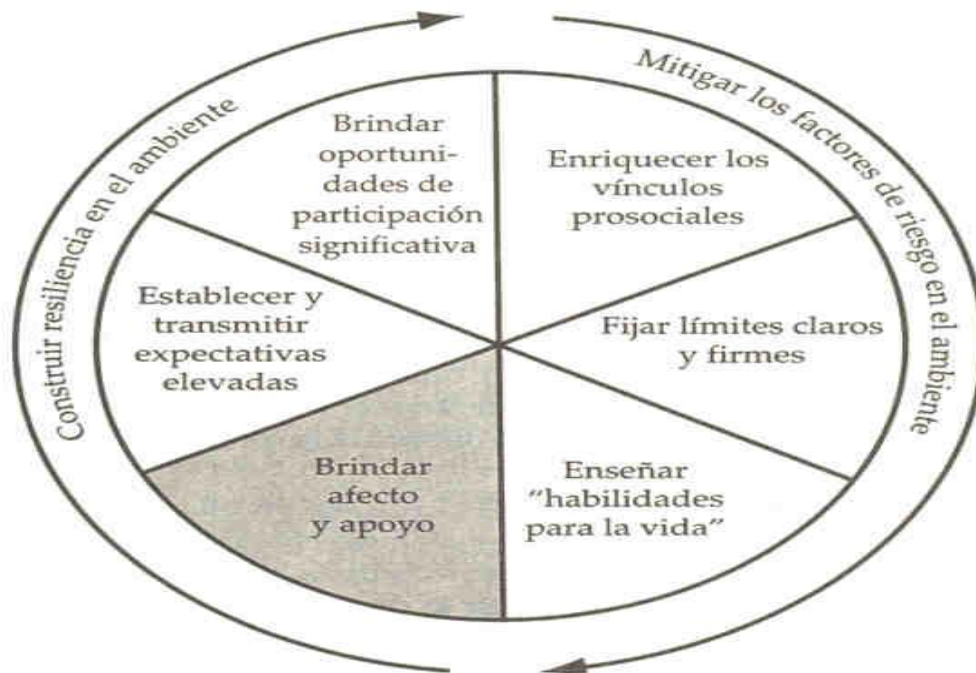 Construir resiliencia en el ambiente
Mitigar los factores de riesgo en el ambiente
Brindar
oportuni-
dades de
participación
significativa
Enriquecer los
vínculos
prosociales
Establecer y
transmitir
expectativas
elevadas
Fijar límites claros
y firmes
Brindar
afecto
y apoyo
Enseñar
"habilidades
para la vida"